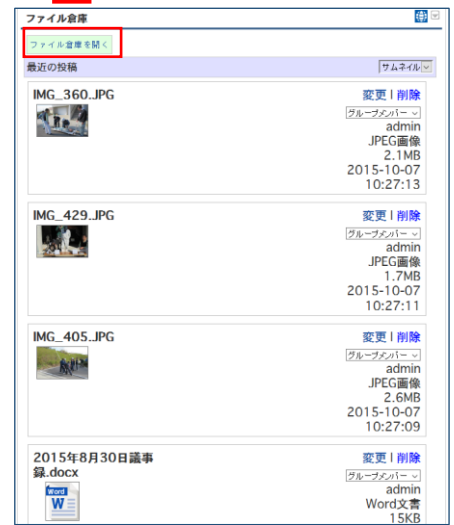 ファイル倉庫
ファイル倉庫を開く
最近の投稿 サムネイル
IMG_360.JPG 変更 | 削除
グループメンバー
admin
JPEG画像
2.1MB
2015-10-07
10:27:13
IMG_429.JPG 変更 | 削除
グループメンバー
admin
JPEG画像
1.7MB
2015-10-07
10:27:11
IMG_405.JPG 変更 | 削除
グループメンバー
admin
JPEG画像
2.6MB
2015-10-07
10:27:09
2015年8月30日議事 変更 | 削除
録.docx
グループメンバー
Word
W
admin
Word文書
15KB